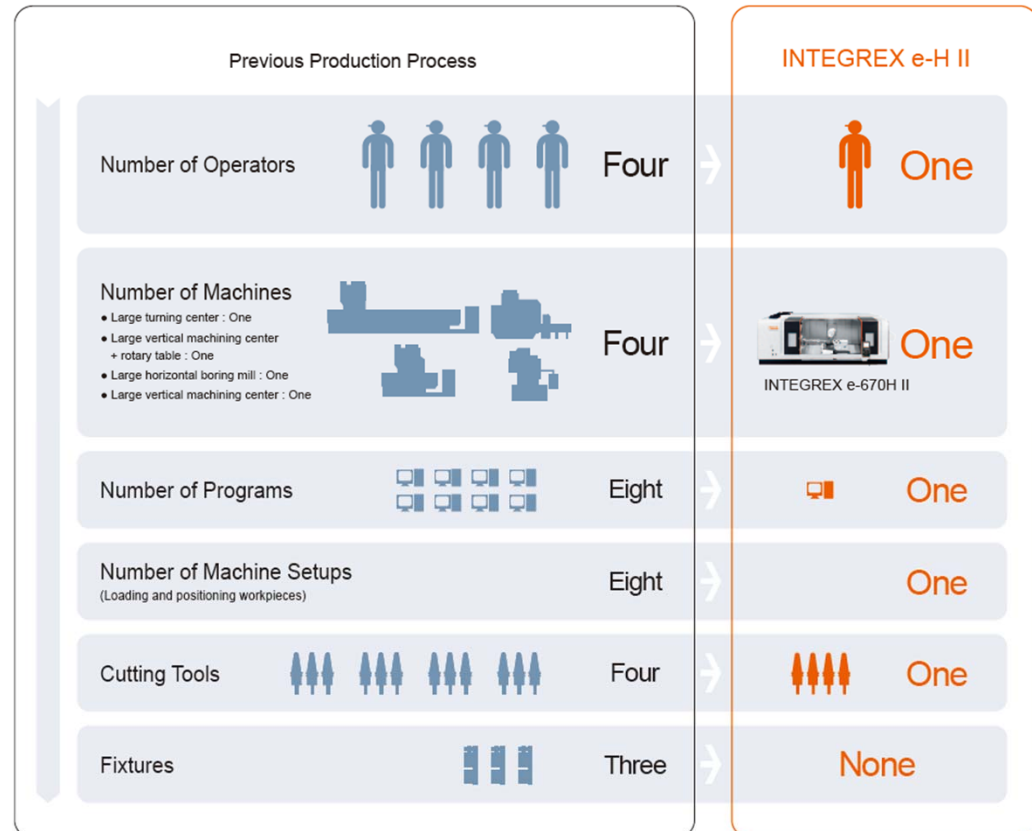 Previous Production Process
INTEGREX e-H II
Number of Operators
Four
One
Number of Machines
● Large turning center : One
● Large vertical machining center
+ rotary table : One
● Large horizontal boring mill : One
● Large vertical machining center : One
Four
One
INTEGREX e-670H II
Number of Programs
Eight
One
Number of Machine Setups
(Loading and positioning workpieces)
Eight
One
Cutting Tools
Four
One
Fixtures
Three
None